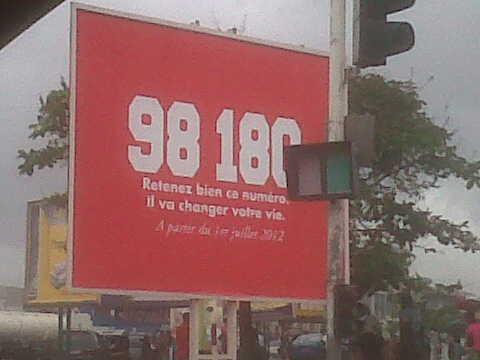 98 180
Retenez bien ce numéro.
Il va changer votre vie.
A partir du 1er juillet 2012